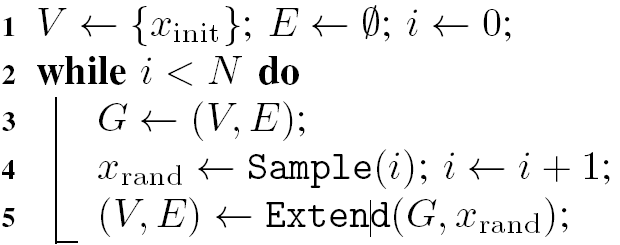 1 V ← {x_init}; E ← ∅; i ← 0;
2 while i < N do
3 G ← (V, E);
4 x_rand ← Sample(i); i ← i + 1;
5 (V, E) ← Extend(G, x_rand);